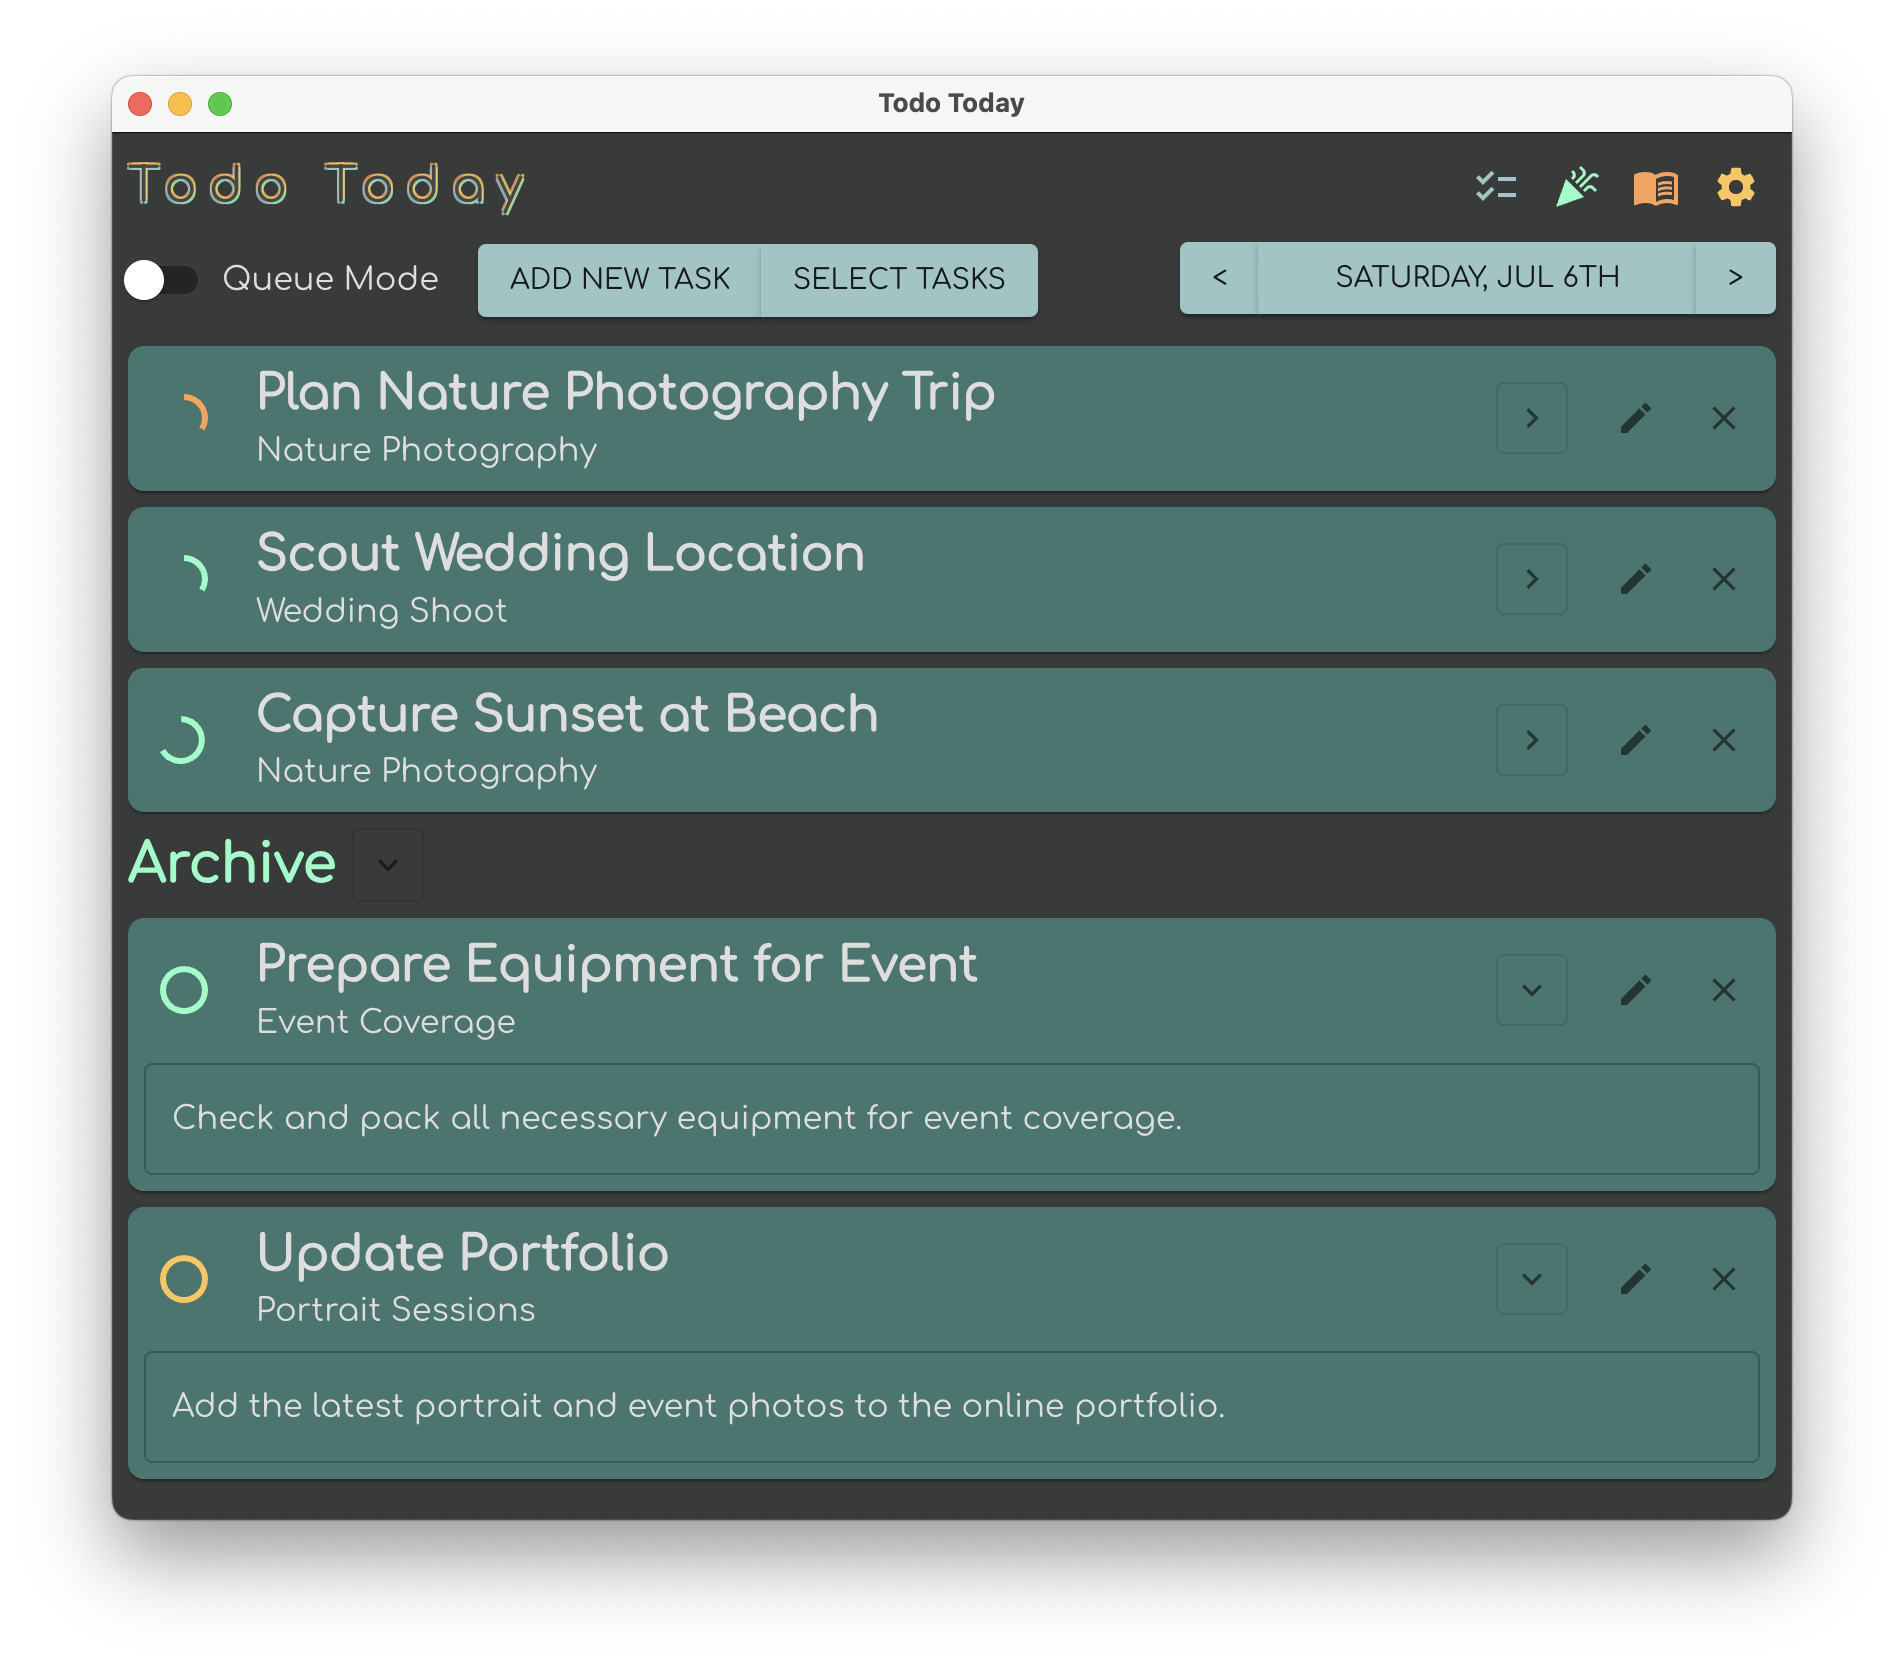 Todo Today
Todo Today
Queue Mode
ADD NEW TASK
SELECT TASKS
<
SATURDAY, JUL 6TH
>
Plan Nature Photography Trip
Nature Photography
Scout Wedding Location
Wedding Shoot
Capture Sunset at Beach
Nature Photography
Archive
Prepare Equipment for Event
Event Coverage
Check and pack all necessary equipment for event coverage.
Update Portfolio
Portrait Sessions
Add the latest portrait and event photos to the online portfolio.